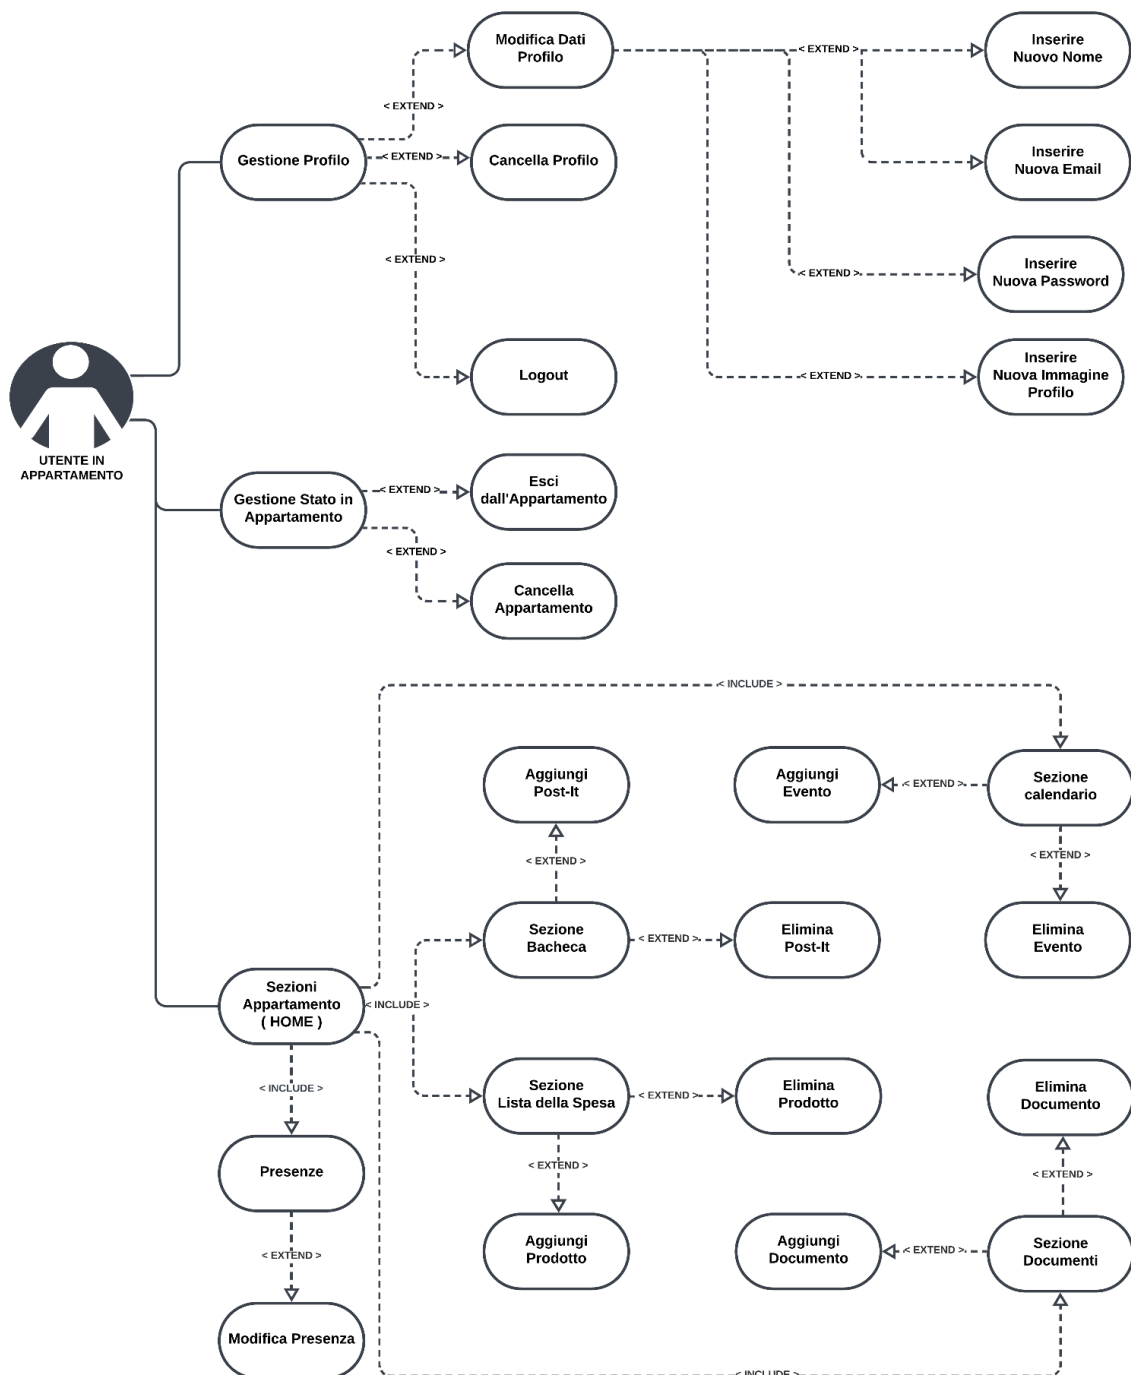 Modifica Dati
Profilo
< EXTEND >
Inserire
Nuovo Nome
< EXTEND >
Gestione Profilo
< EXTEND >
Cancella Profilo
Inserire
Nuova Email
< EXTEND >
Inserire
Nuova Password
< EXTEND >
Logout
Inserire
Nuova Immagine
Profilo
< EXTEND >
UTENTE IN
APPARTAMENTO
Gestione Stato in
Appartamento
< EXTEND >
Esci
dall'Appartamento
< EXTEND >
Cancella
Appartamento
< INCLUDE >
Aggiungi
Post-It
Aggiungi
Evento
< EXTEND >
Sezione
calendario
< EXTEND >
< EXTEND >
Sezione
Bacheca
< EXTEND >
Elimina
Post-It
Elimina
Evento
Sezioni
Appartamento
( HOME )
< INCLUDE >
< INCLUDE >
Sezione
Lista della Spesa
< EXTEND >
Elimina
Prodotto
Elimina
Documento
Presenze
< EXTEND >
< EXTEND >
< EXTEND >
Aggiungi
Prodotto
Aggiungi
Documento
< EXTEND >
Sezione
Documenti
Modifica Presenza
< INCLUDE >